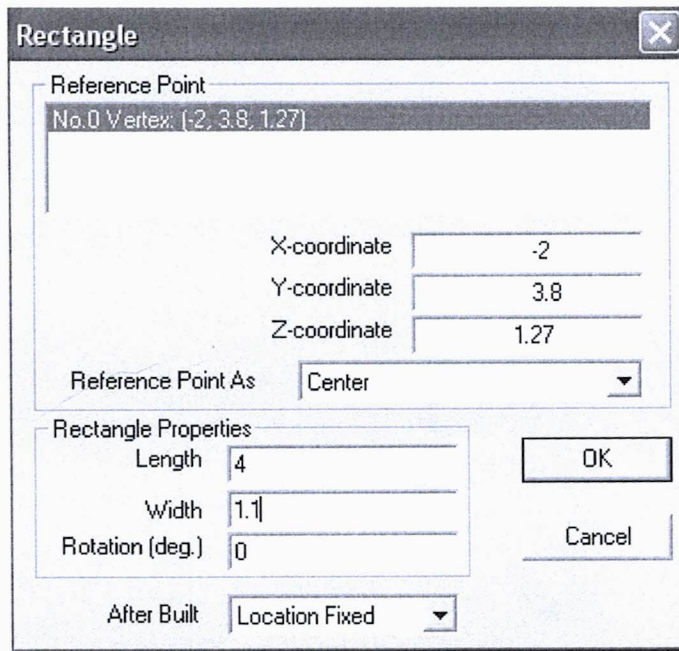 Rectangle
Reference Point
No.0 Vertex: (-2, 3.8, 1.27)
X-coordinate -2
Y-coordinate 3.8
Z-coordinate 1.27
Reference Point As Center
Rectangle Properties
Length 4
OK
Width 1.1
Rotation (deg.) 0
Cancel
After Built Location Fixed